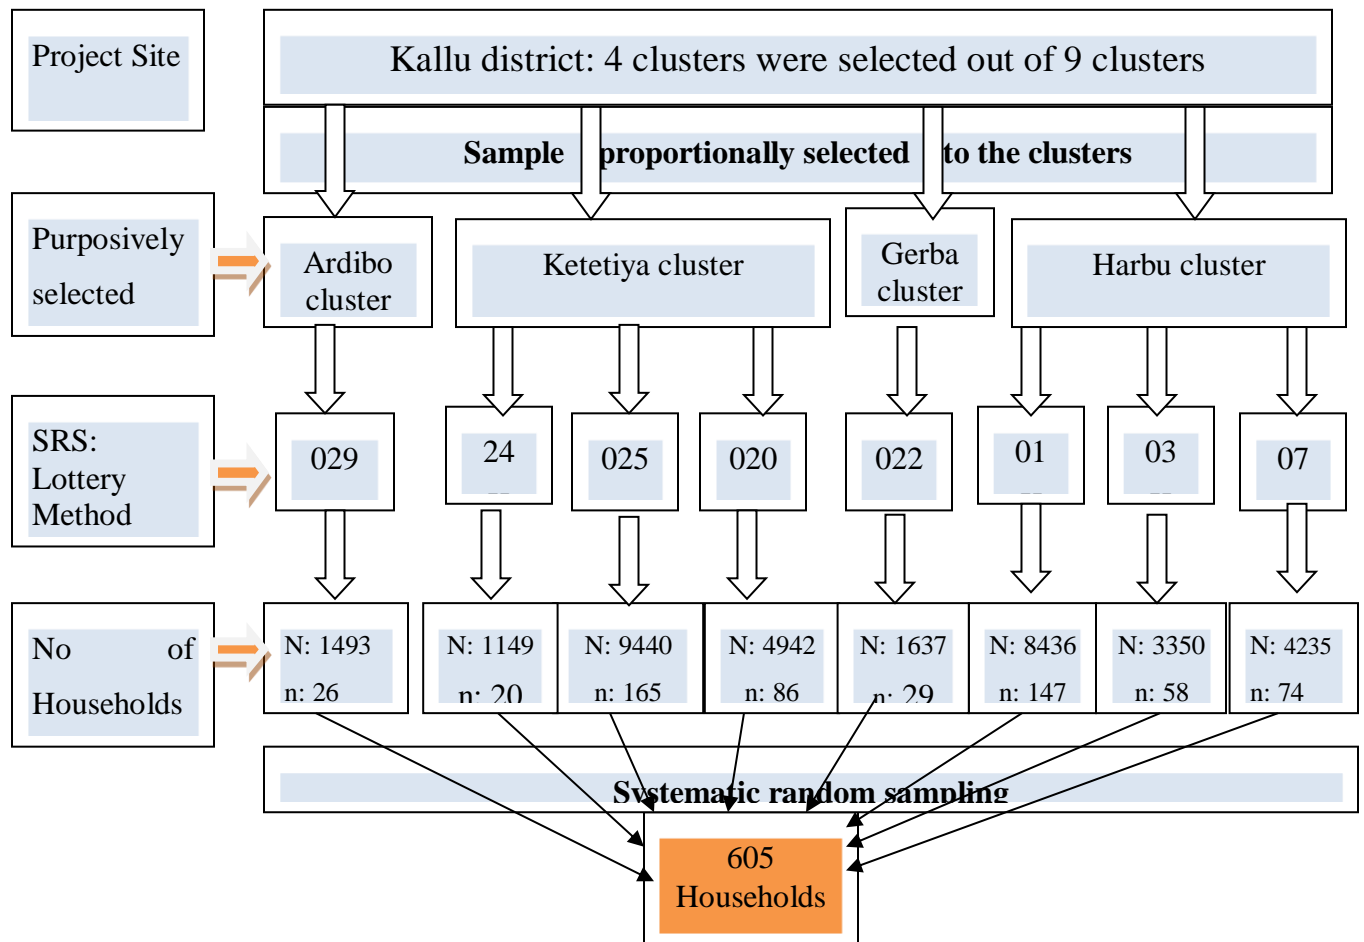 Project Site
Kallu district: 4 clusters were selected out of 9 clusters
Sample proportionally selected to the clusters
Purposively
selected
Ardibo
cluster
Ketetiya cluster
Gerba
cluster
Harbu cluster
SRS:
Lottery
Method
029
24
025
020
022
01
03
07
No of
Households
N: 1493
n: 26
N: 1149
n: 20
N: 9440
n: 165
N: 4942
n: 86
N: 1637
n: 29
N: 8436
n: 147
N: 3350
n: 58
N: 4235
n: 74
Systematic random sampling
605
Households